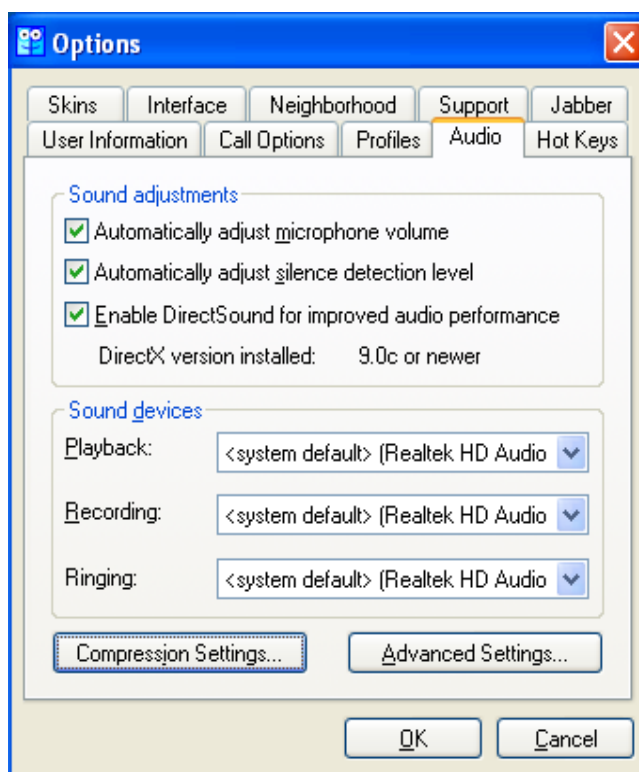 Options
Skins Interface Neighborhood Support Jabber
User Information Call Options Profiles Audio Hot Keys
Sound adjustments
Automatically adjust microphone volume
Automatically adjust silence detection level
Enable DirectSound for improved audio performance
DirectX version installed: 9.0c or newer
Sound devices
Playback: <system default> (Realtek HD Audio
Recording: <system default> (Realtek HD Audio
Ringing: <system default> (Realtek HD Audio
Compression Settings... Advanced Settings...
OK Cancel